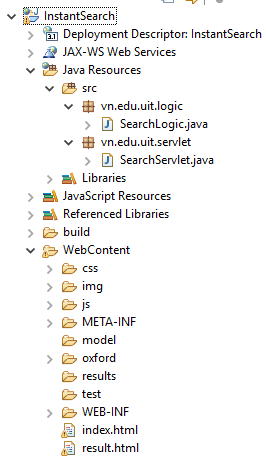 InstantSearch
Deployment Descriptor: InstantSearch
JAX-WS Web Services
Java Resources
src
vn.edu.uit.logic
SearchLogic.java
vn.edu.uit.servlet
SearchServlet.java
Libraries
JavaScript Resources
Referenced Libraries
build
WebContent
css
img
js
META-INF
model
oxford
results
test
WEB-INF
index.html
result.html